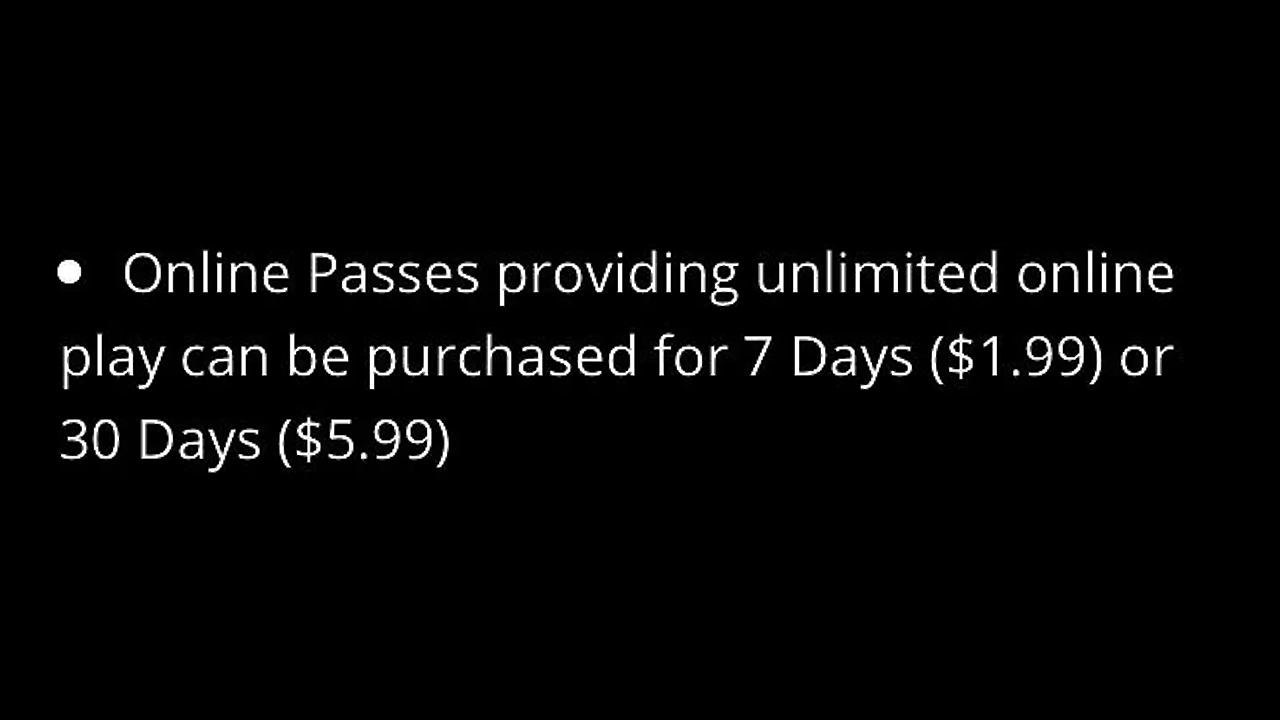 • Online Passes providing unlimited online
play can be purchased for 7 Days ($1.99) or
30 Days ($5.99)